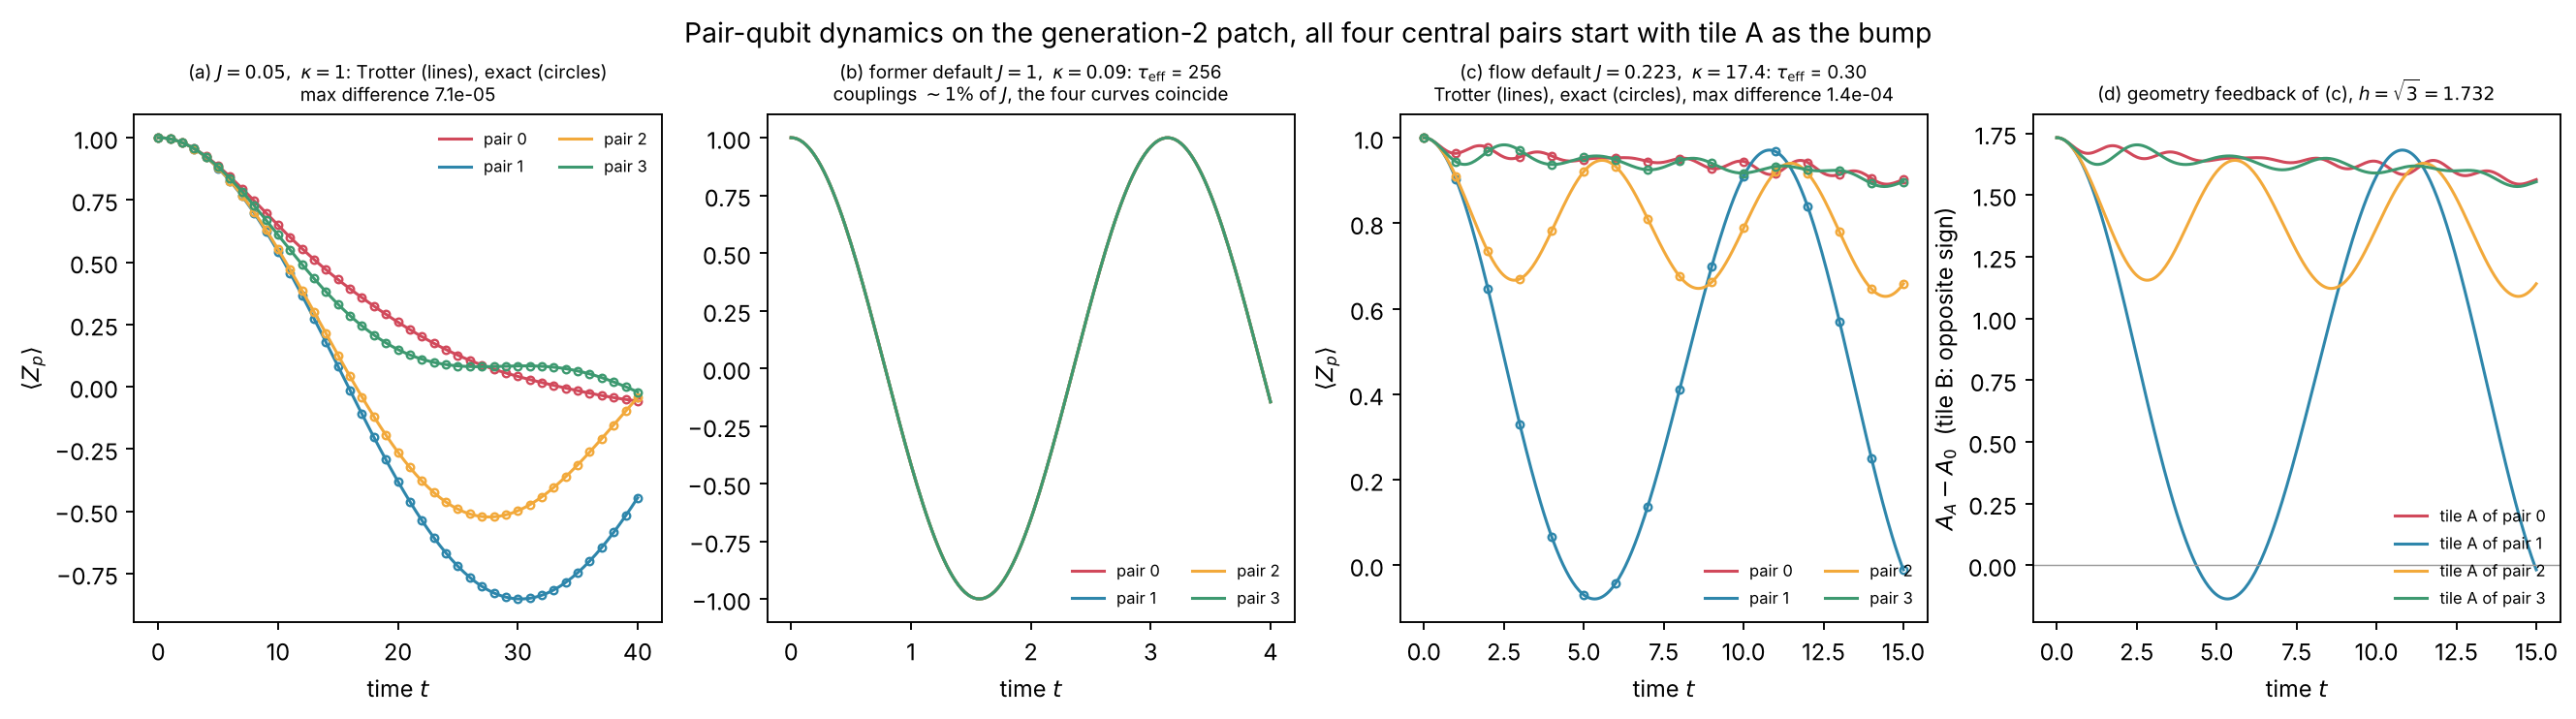 Pair-qubit dynamics on the generation-2 patch, all four central pairs start with tile A as the bump
(a) J = 0.05, κ = 1: Trotter (lines), exact (circles)
max difference 7.1e-05
1.00
0.75
0.50
0.25
0.00
−0.25
−0.50
−0.75
⟨Z_p⟩
0 10 20 30 40
time t
pair 0 pair 2
pair 1 pair 3
(b) former default J = 1, κ = 0.09: τ_eff = 256
couplings ~ 1% of J, the four curves coincide
1.00
0.75
0.50
0.25
0.00
−0.25
−0.50
−0.75
−1.00
0 1 2 3 4
time t
pair 0 pair 2
pair 1 pair 3
(c) flow default J = 0.223, κ = 17.4: τ_eff = 0.30
Trotter (lines), exact (circles), max difference 1.4e-04
1.0
0.8
0.6
0.4
0.2
0.0
⟨Z_p⟩
0.0 2.5 5.0 7.5 10.0 12.5 15.0
time t
pair 0 pair 2
pair 1 pair 3
(d) geometry feedback of (c), h = √3 = 1.732
1.75
1.50
1.25
1.00
0.75
0.50
0.25
0.00
A_A − A_0 (tile B: opposite sign)
0.0 2.5 5.0 7.5 10.0 12.5 15.0
time t
tile A of pair 0
tile A of pair 1
tile A of pair 2
tile A of pair 3